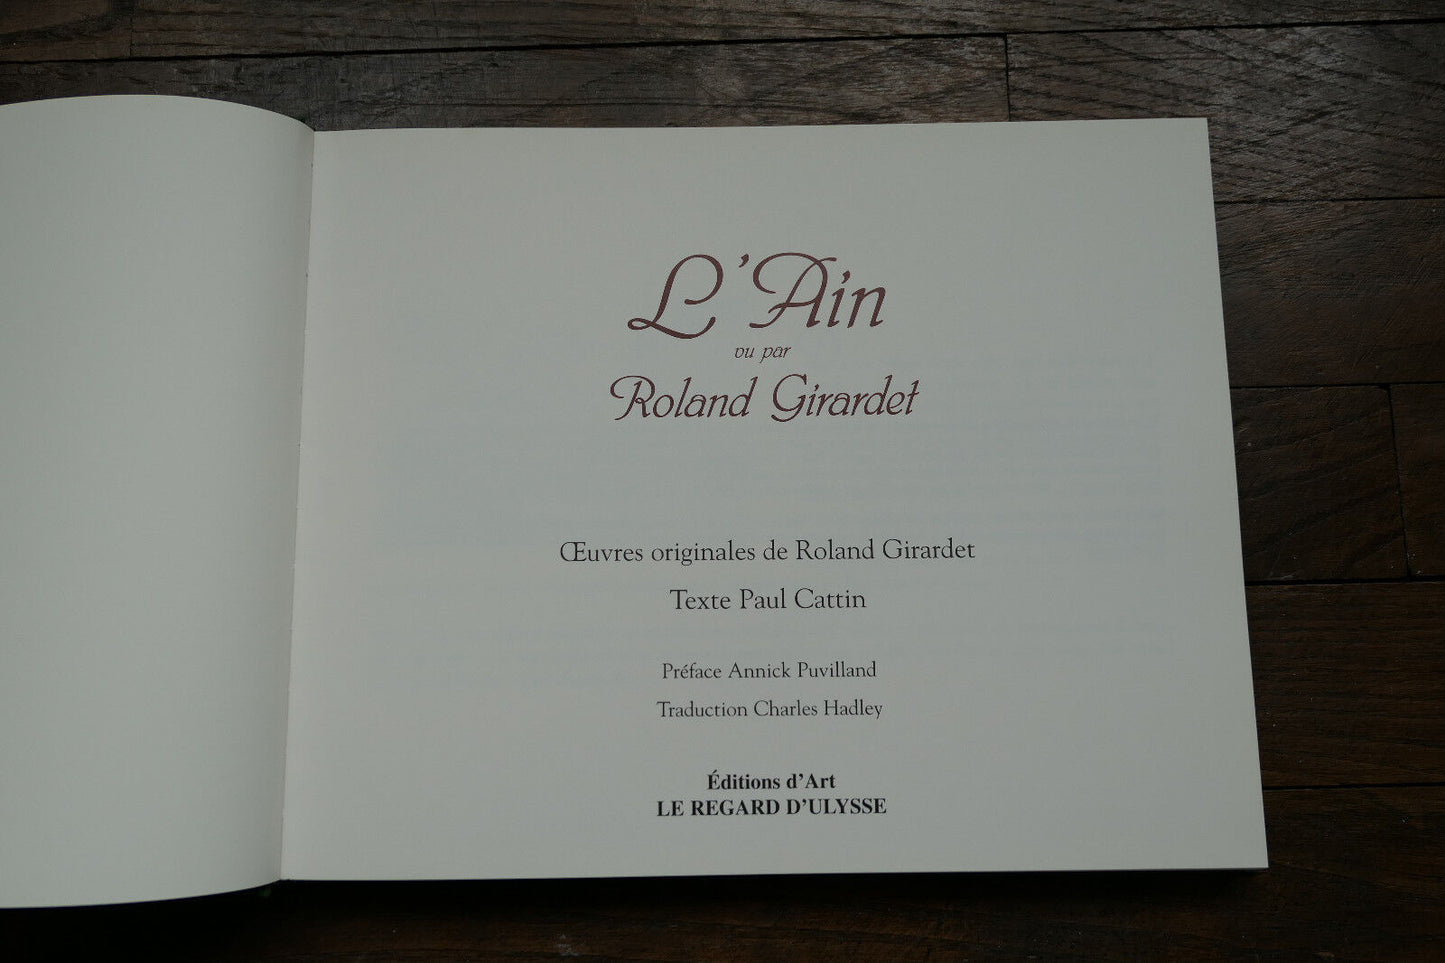 L'Ain
vu par
Roland Girardet
Œuvres originales de Roland Girardet
Texte Paul Cattin
Préface Annick Puvilland
Traduction Charles Hadley
Éditions d'Art
LE REGARD D'ULYSSE